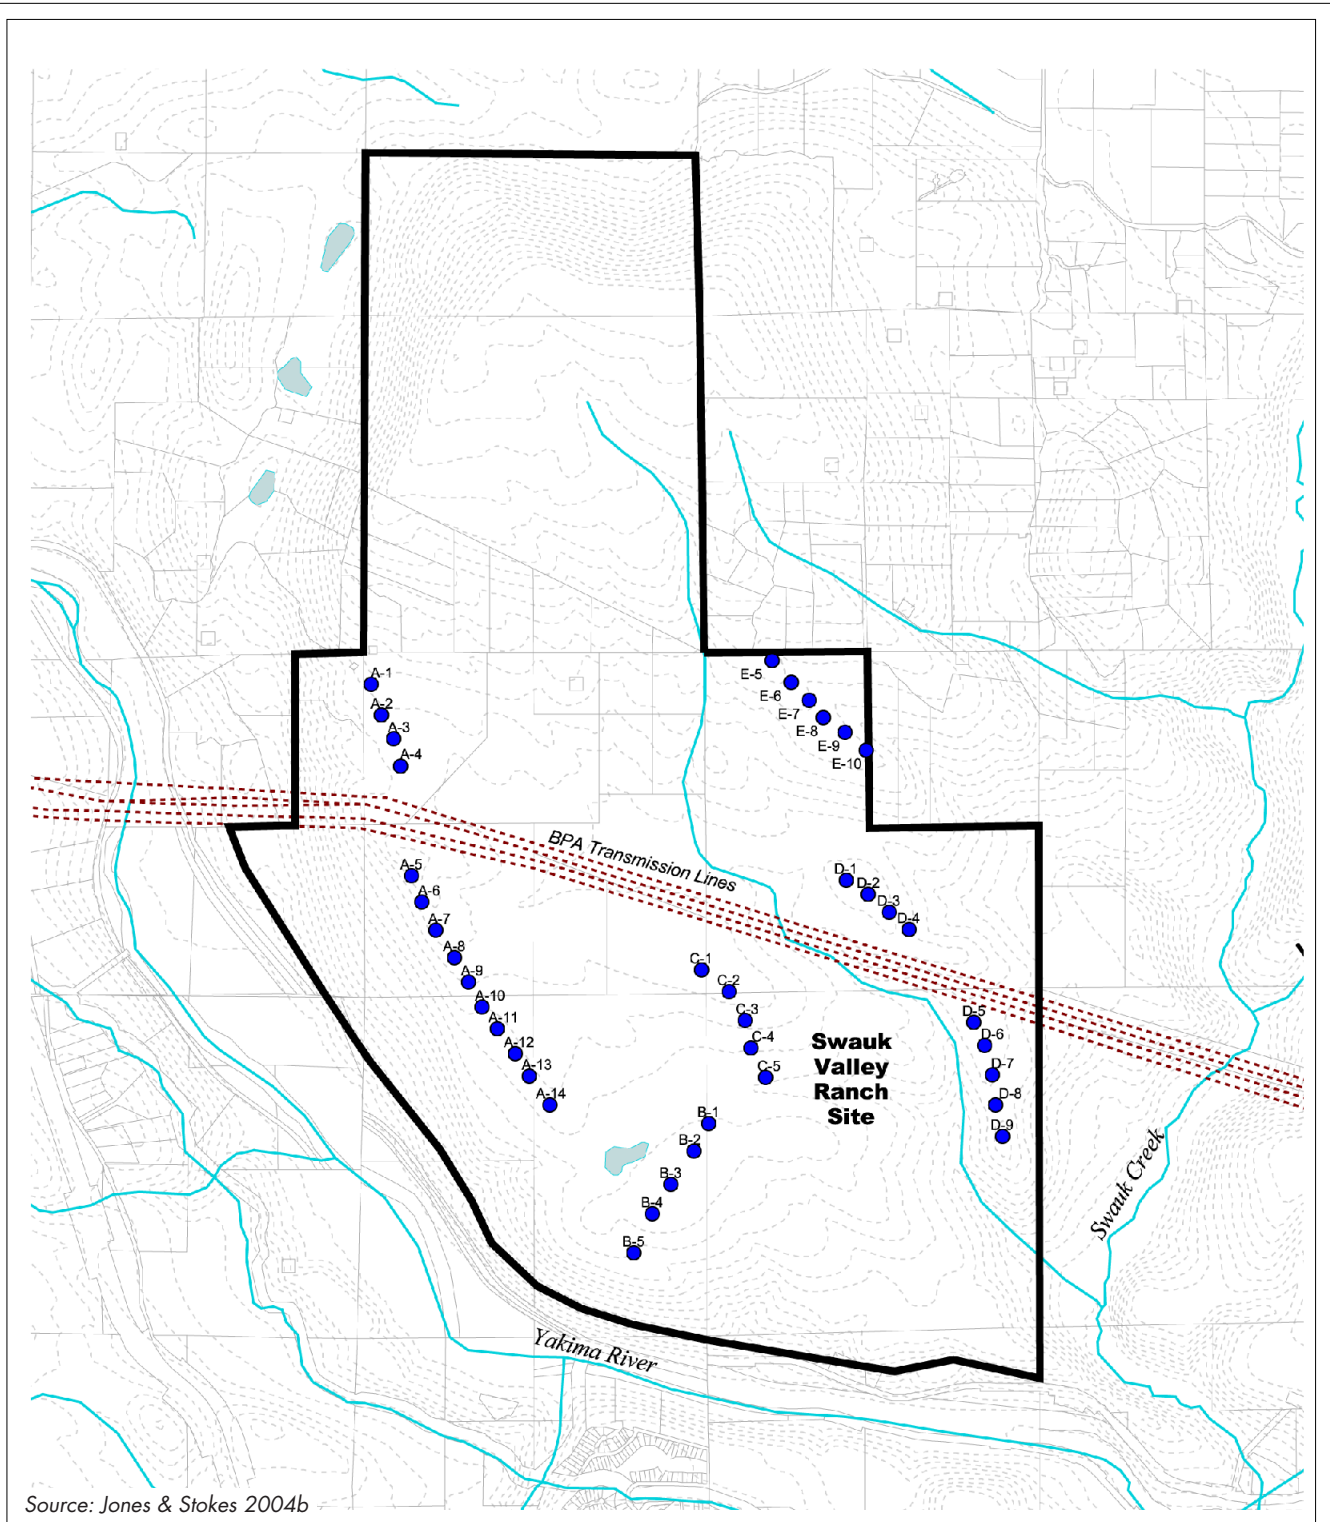 A-1
A-2
A-3
A-4
E-5
E-6
E-7
E-8
E-9
E-10
BPA Transmission Lines
A-5
A-6
A-7
A-8
A-9
A-10
A-11
A-12
A-13
A-14
D-1
D-2
D-3
D-4
C-1
C-2
C-3
C-4
C-5
Swauk
Valley
Ranch
Site
D-5
D-6
D-7
D-8
D-9
B-1
B-2
B-3
B-4
B-5
Swauk Creek
Yakima River
Source: Jones & Stokes 2004b